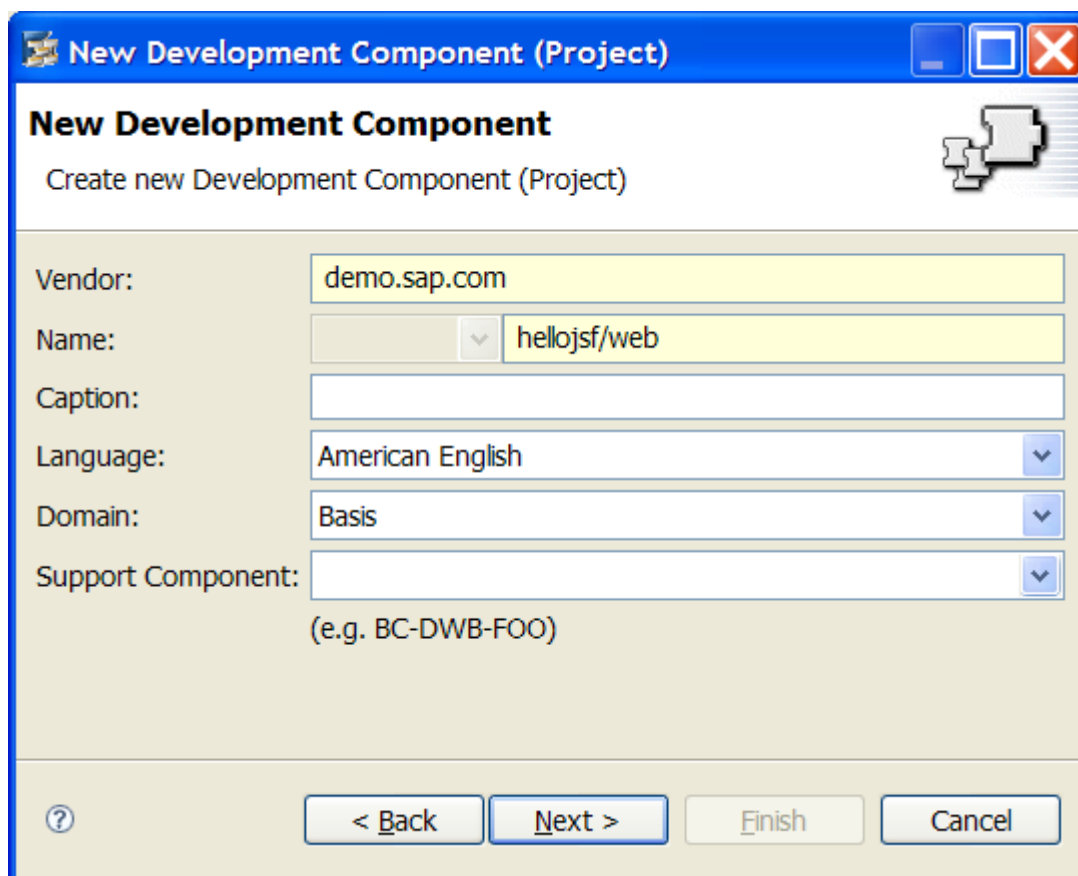 New Development Component (Project)
New Development Component
Create new Development Component (Project)
Vendor: demo.sap.com
Name: hellojsf/web
Caption:
Language: American English
Domain: Basis
Support Component:
(e.g. BC-DWB-FOO)
? < Back Next > Finish Cancel